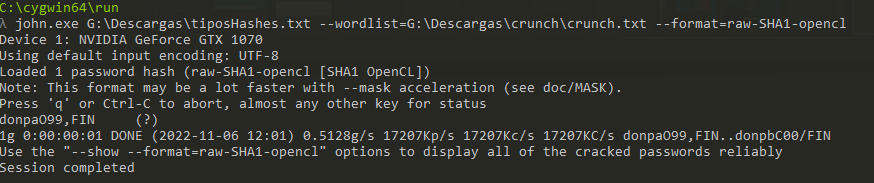 C:\cygwin64\run
λ john.exe G:\Descargas\tiposHashes.txt --wordlist=G:\Descargas\crunch\crunch.txt --format=raw-SHA1-opencl
Device 1: NVIDIA GeForce GTX 1070
Using default input encoding: UTF-8
Loaded 1 password hash (raw-SHA1-opencl [SHA1 OpenCL])
Note: This format may be a lot faster with --mask acceleration (see doc/MASK).
Press 'q' or Ctrl-C to abort, almost any other key for status
donpaO99,FIN     (?)
1g 0:00:00:01 DONE (2022-11-06 12:01) 0.5128g/s 17207Kp/s 17207Kc/s 17207KC/s donpaO99,FIN..donpbC00/FIN
Use the "--show --format=raw-SHA1-opencl" options to display all of the cracked passwords reliably
Session completed